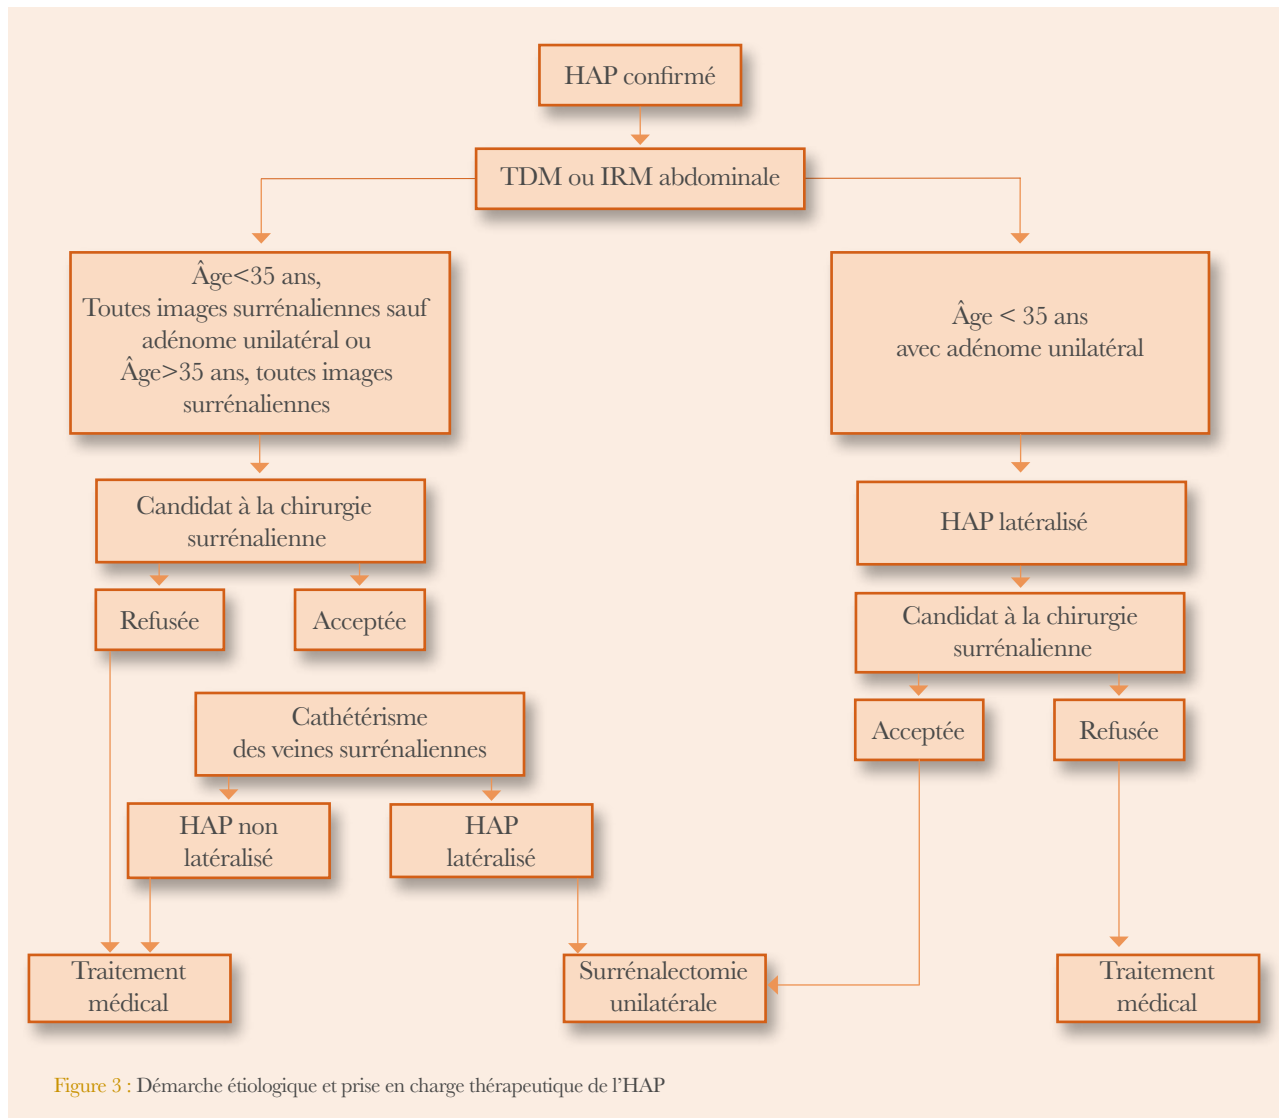 HAP confirmé
TDM ou IRM abdominale
Âge<35 ans,
Toutes images surrénaliennes sauf
adénome unilatéral ou
Âge>35 ans, toutes images
surrénaliennes
Âge < 35 ans
avec adénome unilatéral
Candidat à la chirurgie
surrénalienne
HAP latéralisé
Refusée
Acceptée
Candidat à la chirurgie
surrénalienne
Cathétérisme
des veines surrénaliennes
Acceptée
Refusée
HAP non
latéralisé
HAP
latéralisé
Traitement
médical
Surrénalectomie
unilatérale
Traitement
médical
Figure 3 : Démarche étiologique et prise en charge thérapeutique de l'HAP